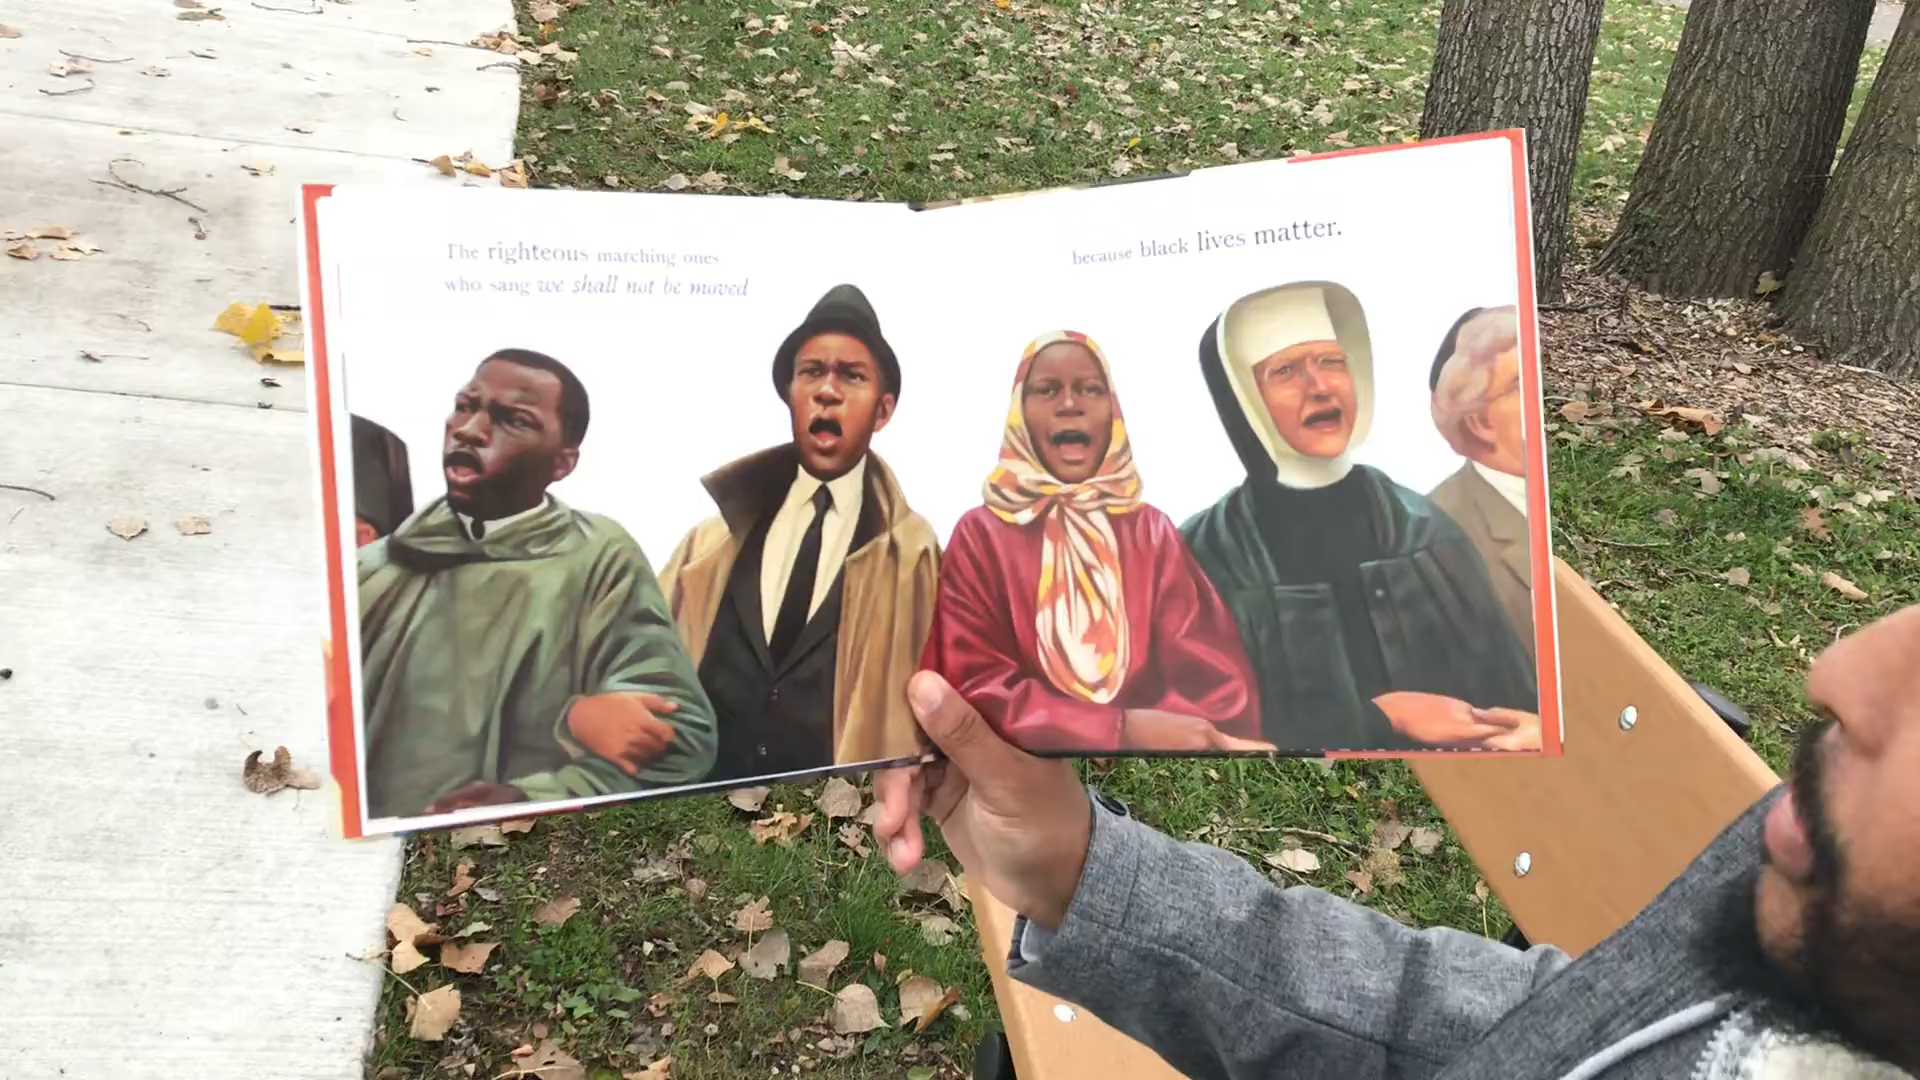 The righteous marching ones
who sang we shall not be moved
because black lives matter.